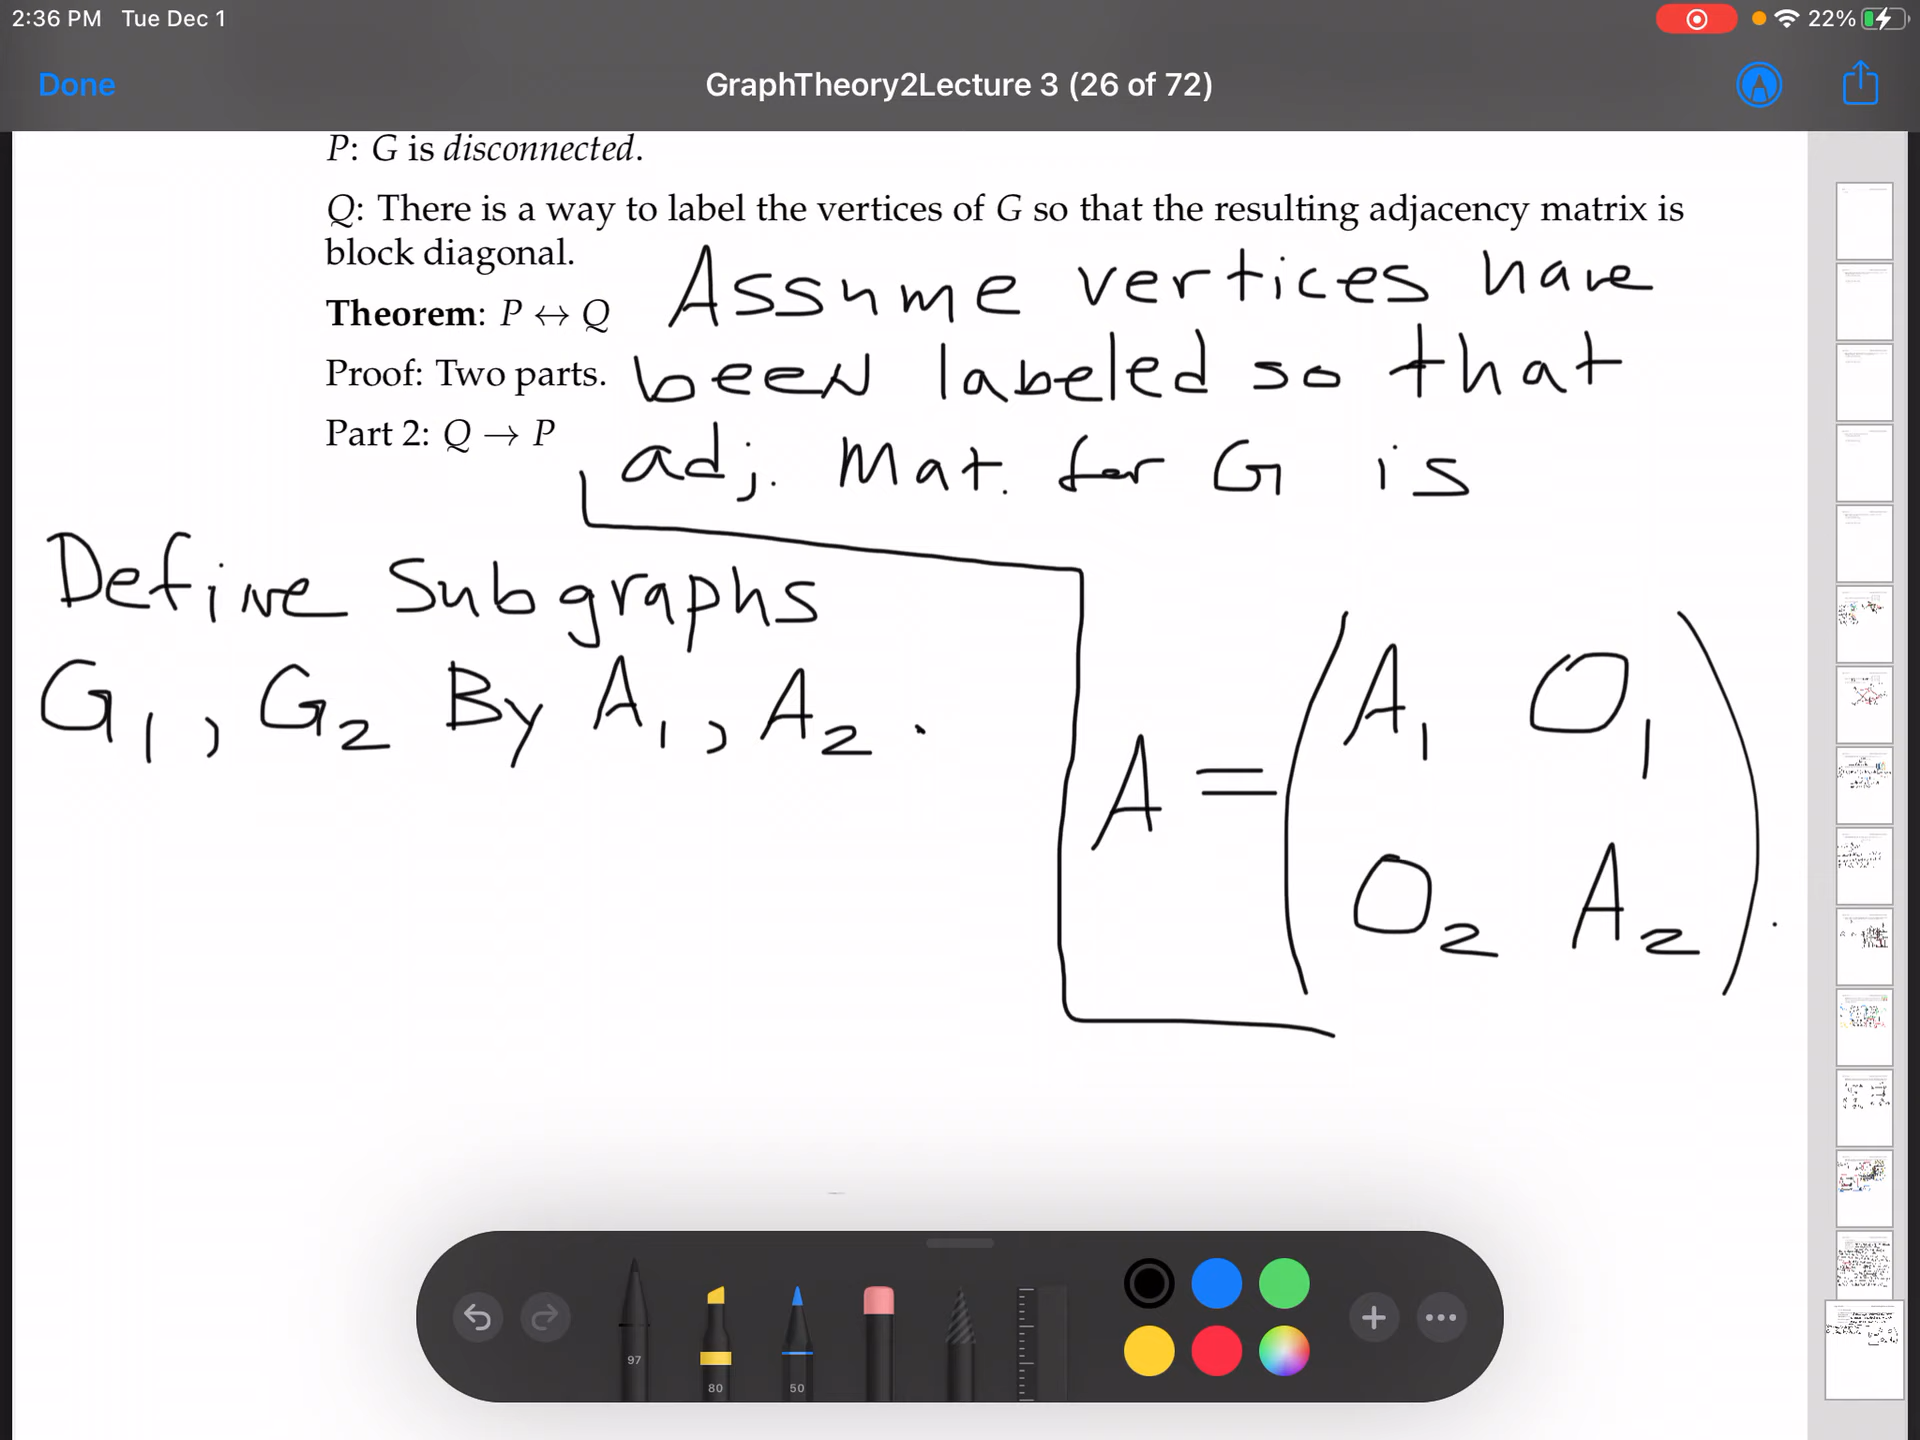 2:36 PM Tue Dec 1
22%
Done
GraphTheory2Lecture 3 (26 of 72)
P: G is disconnected.
Q: There is a way to label the vertices of G so that the resulting adjacency matrix is
block diagonal.
Assume vertices have
Theorem: P ↔ Q
been labeled so that
Proof: Two parts.
Part 2: Q → P
adj. Mat. for G is
Define Subgraphs
G₁, G₂ By A₁, A₂.
A = ( A₁ O₁
O₂ A₂ ).
97
80
50